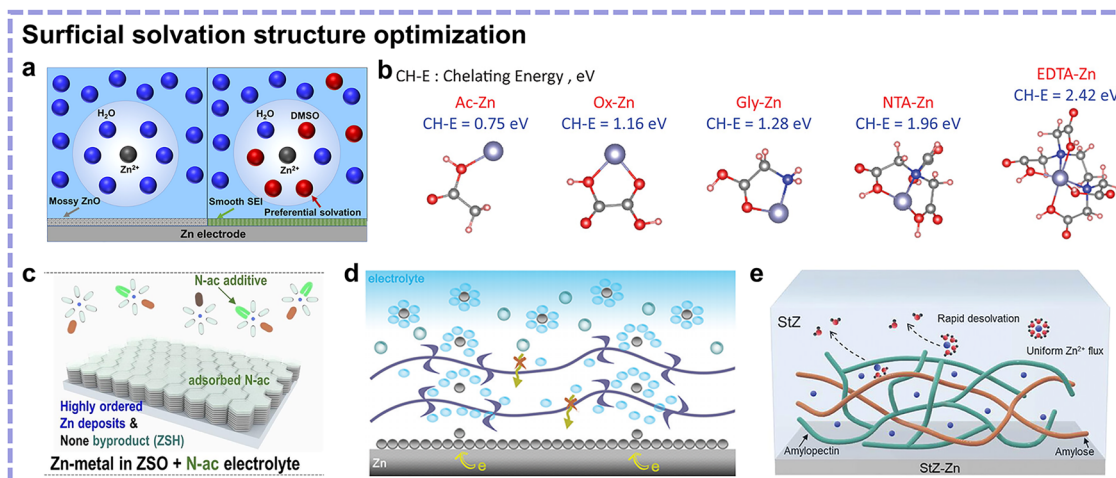 Surficial solvation structure optimization
a
H₂O
Zn²⁺
Mossy ZnO
H₂O
DMSO
Zn²⁺
Smooth SEI
Preferential solvation
Zn electrode
b
CH-E : Chelating Energy , eV
Ac-Zn
CH-E = 0.75 eV
Ox-Zn
CH-E = 1.16 eV
Gly-Zn
CH-E = 1.28 eV
NTA-Zn
CH-E = 1.96 eV
EDTA-Zn
CH-E = 2.42 eV
c
N-ac additive
adsorbed N-ac
Highly ordered
Zn deposits &
None byproduct (ZSH)
Zn-metal in ZSO + N-ac electrolyte
d
electrolyte
Zn
e
e
e
StZ
Rapid desolvation
Uniform Zn²⁺ flux
Amylopectin
Amylose
StZ-Zn